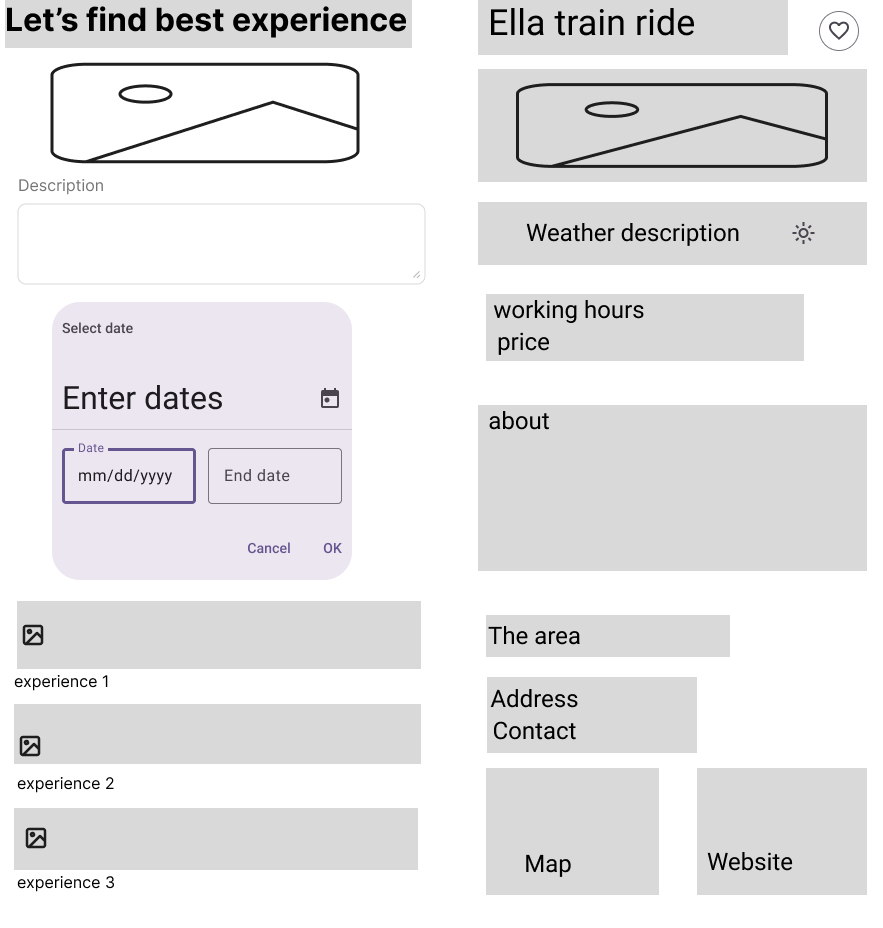 Let's find best experience
Description
Select date
Enter dates
Date
mm/dd/yyyy
End date
Cancel
OK
experience 1
experience 2
experience 3
Ella train ride
Weather description
working hours
price
about
The area
Address
Contact
Map
Website